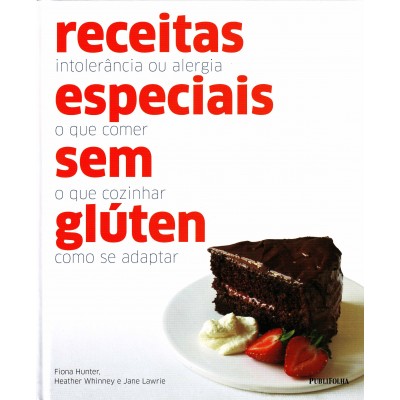 receitas
intolerância ou alergia
especiais
o que comer
sem
o que cozinhar
glúten
como se adaptar
Fiona Hunter,
Heather Whinney e Jane Lawrie
PUBLIFOLHA